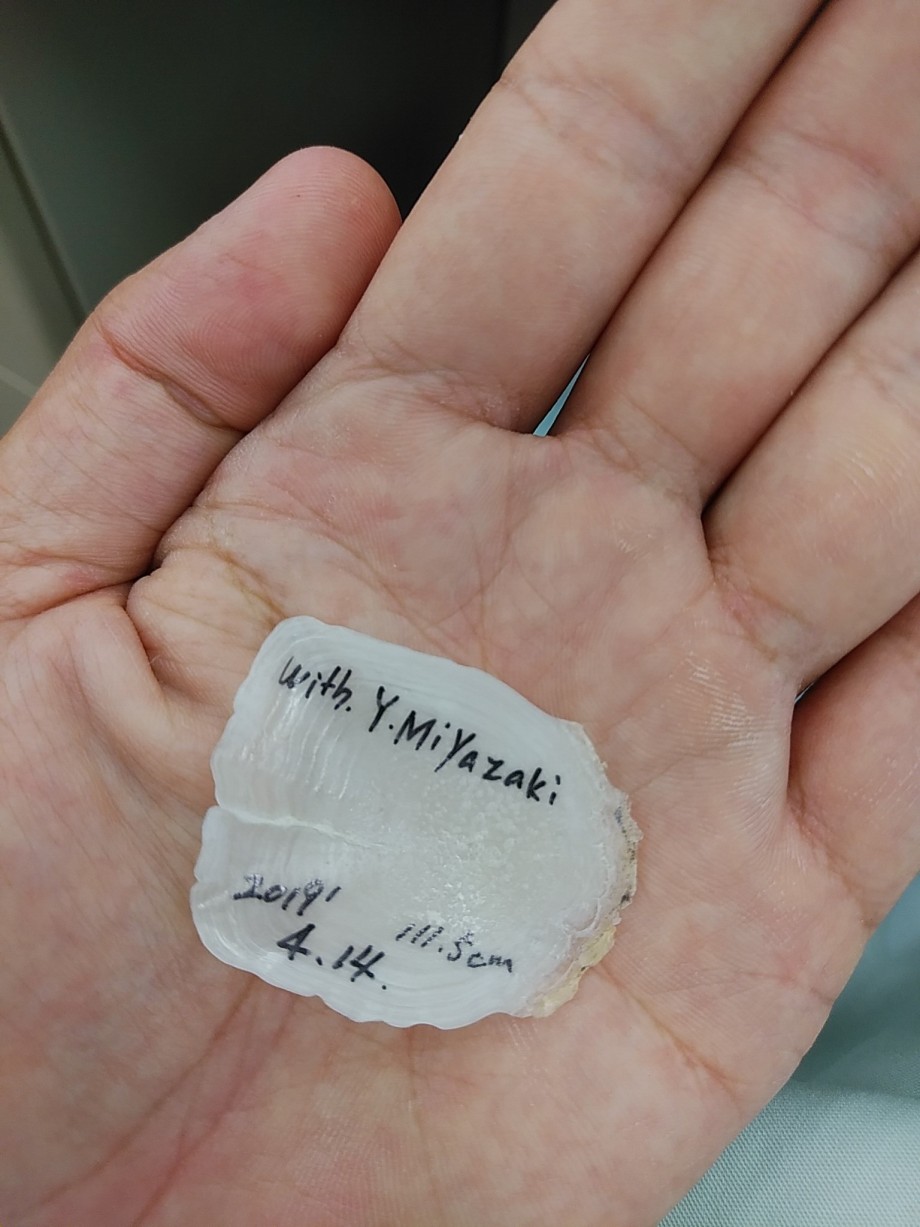 with. Y. MiYazaki
2019'
4.14.
111.5cm